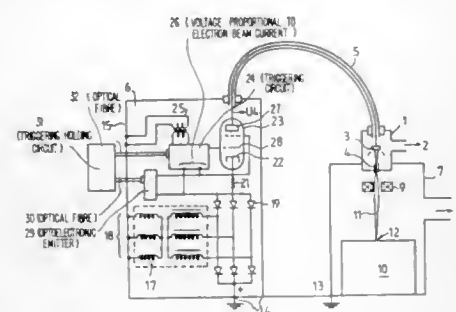 26 (VOLTAGE PROPORTIONAL TO
ELECTRON BEAM CURRENT)
32 (OPTICAL
FIBRE)
31
(TRIGGERING HOLDING
CIRCUIT)
24 (TRIGGERING
CIRCUIT)
6
15
25
5
27
23
28
22
21
19
1
2
3
4
7
9
11
12
10
13
30 (OPTICAL FIBRE)
29 (OPTOELECTRONIC
EMITTER)
18
17
+
14